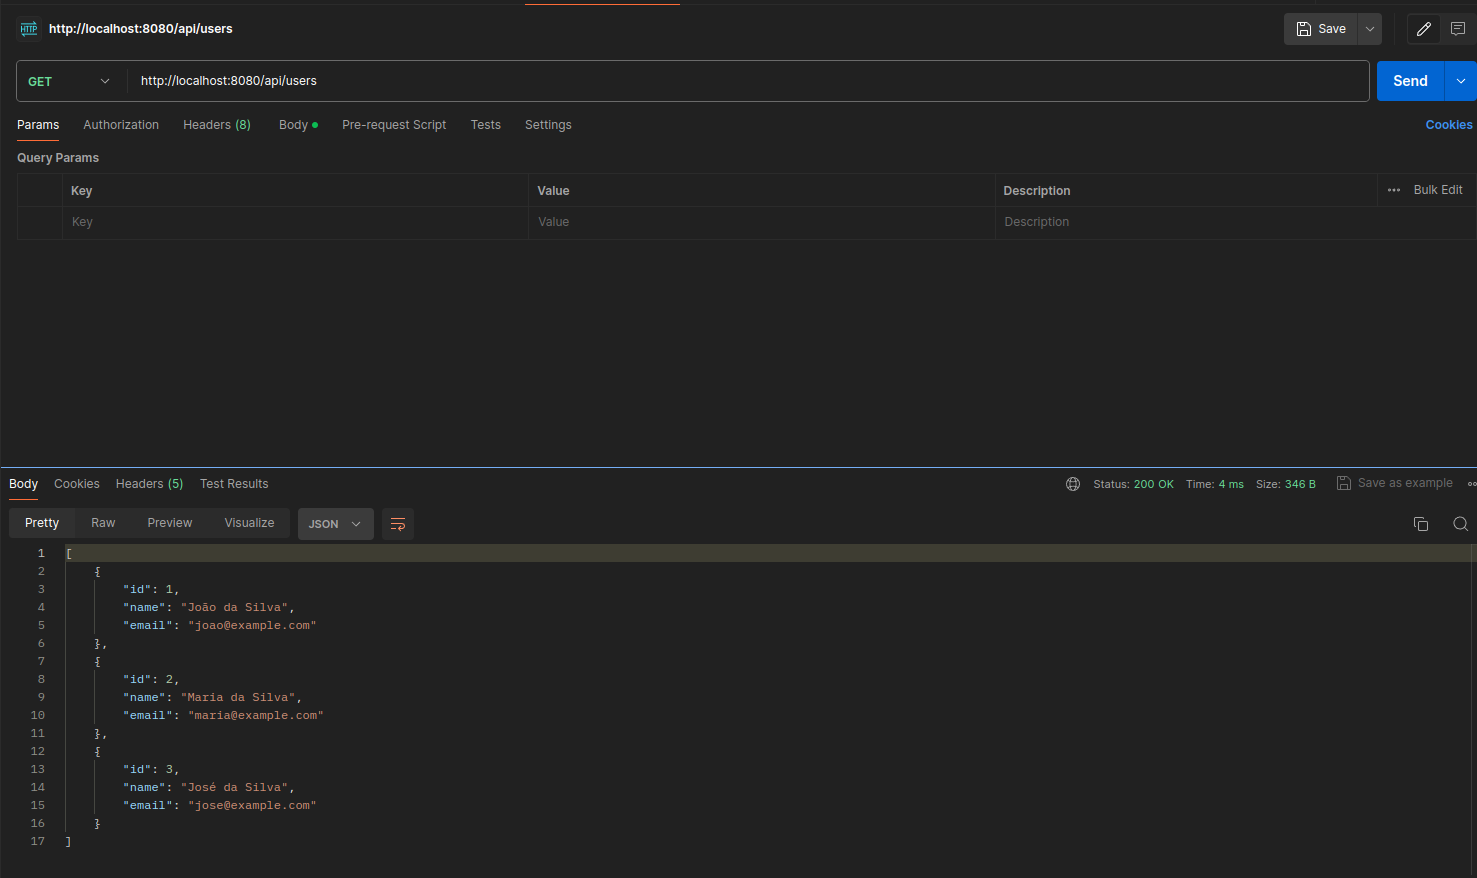 HTTP http://localhost:8080/api/users Save
GET http://localhost:8080/api/users Send
Params Authorization Headers (8) Body Pre-request Script Tests Settings Cookies
Query Params
Key Value Description Bulk Edit
Key Value Description
Body Cookies Headers (5) Test Results Status: 200 OK Time: 4 ms Size: 346 B Save as example
Pretty Raw Preview Visualize JSON
1 [
2 {
3 "id": 1,
4 "name": "João da Silva",
5 "email": "joao@example.com"
6 },
7 {
8 "id": 2,
9 "name": "Maria da Silva",
10 "email": "maria@example.com"
11 },
12 {
13 "id": 3,
14 "name": "José da Silva",
15 "email": "jose@example.com"
16 }
17 ]